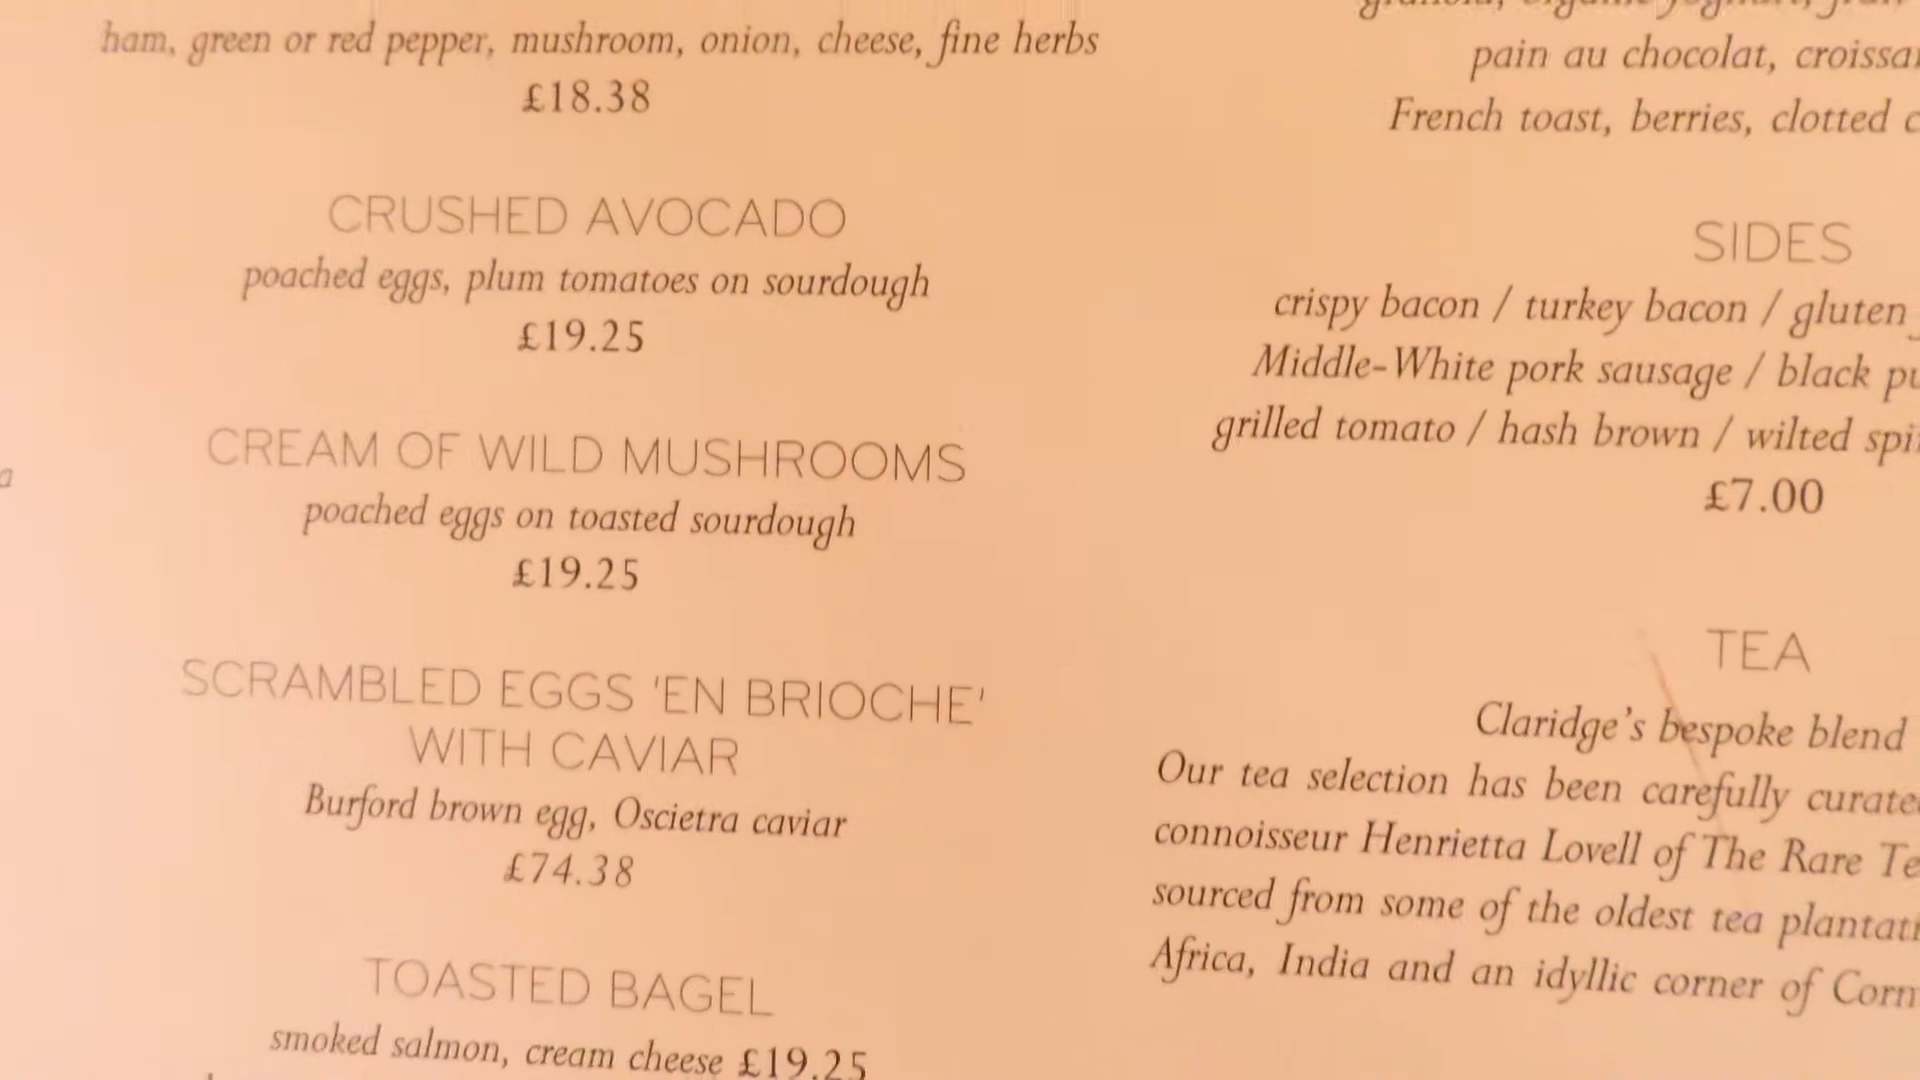 ham, green or red pepper, mushroom, onion, cheese, fine herbs
£18.38
CRUSHED AVOCADO
poached eggs, plum tomatoes on sourdough
£19.25
CREAM OF WILD MUSHROOMS
poached eggs on toasted sourdough
£19.25
SCRAMBLED EGGS 'EN BRIOCHE'
WITH CAVIAR
Burford brown egg, Oscietra caviar
£74.38
TOASTED BAGEL
smoked salmon, cream cheese £19.25
pain au chocolat,
French toast, berries, clotted
SIDES
crispy bacon / turkey bacon / gluten
Middle-White pork sausage / black
grilled tomato / hash brown / wilted
£7.00
TEA
Claridge's bespoke blend
Our tea selection has been carefully
connoisseur Henrietta Lovell of The Rare
sourced from some of the oldest tea
Africa, India and an idyllic corner of